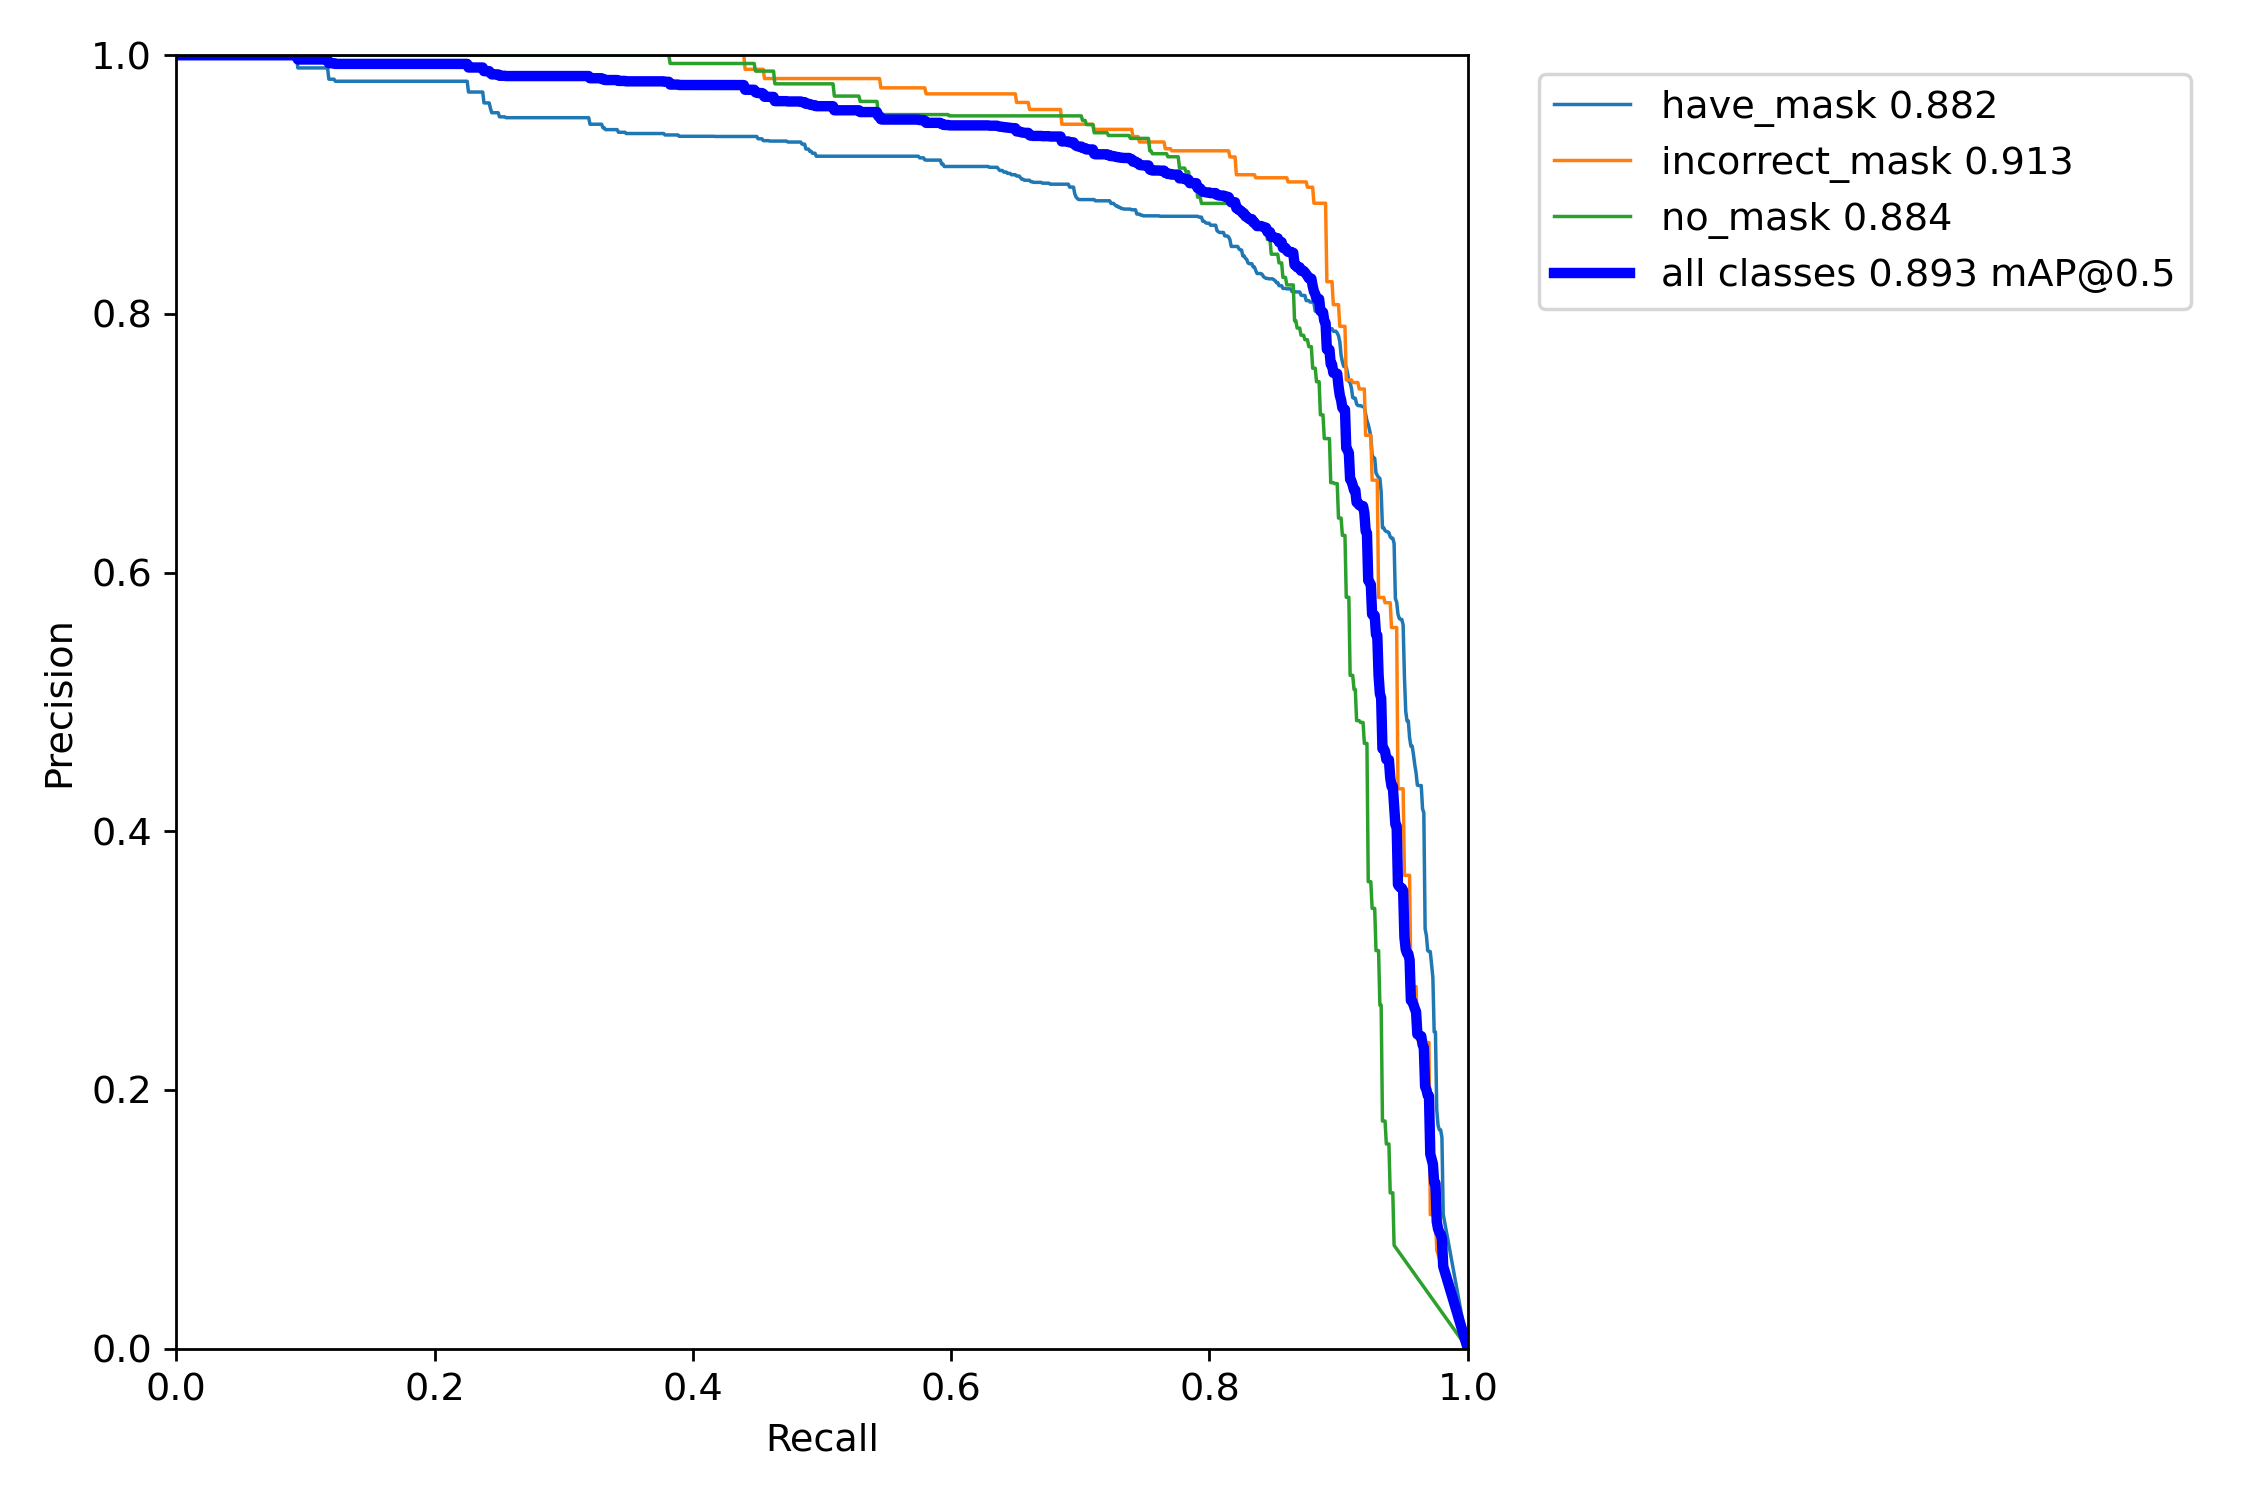 1.0
0.8
0.6
0.4
0.2
0.0
0.0 0.2 0.4 0.6 0.8 1.0
Precision
Recall
have_mask 0.882
incorrect_mask 0.913
no_mask 0.884
all classes 0.893 mAP@0.5